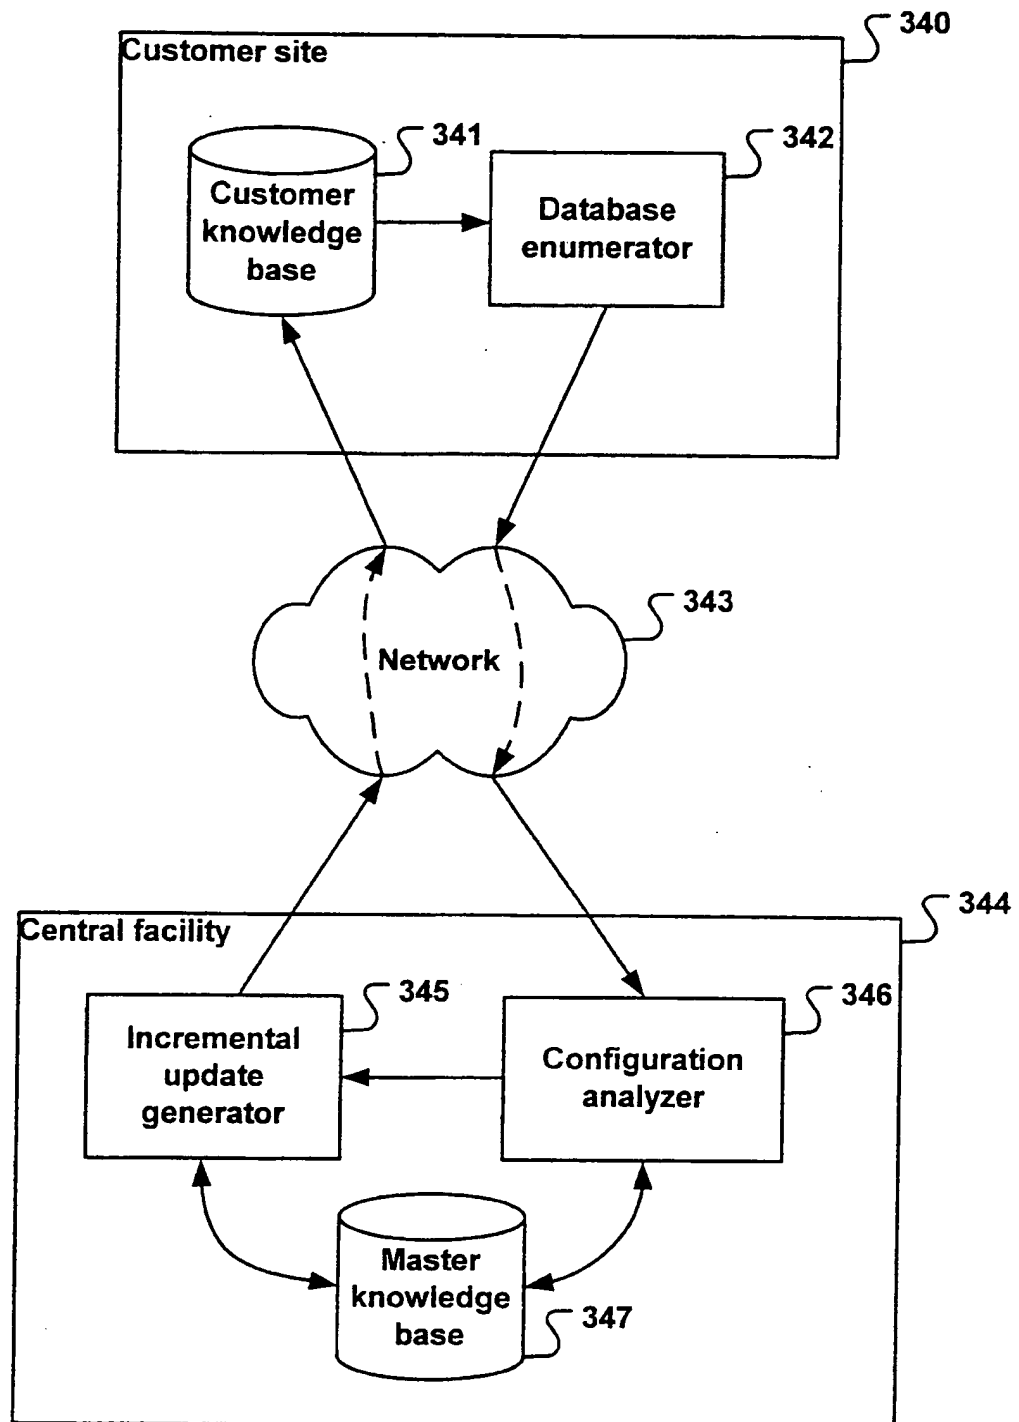 340
Customer site
341
342
Customer
knowledge
base
Database
enumerator
343
Network
344
Central facility
345
346
Incremental
update
generator
Configuration
analyzer
Master
knowledge
base
347